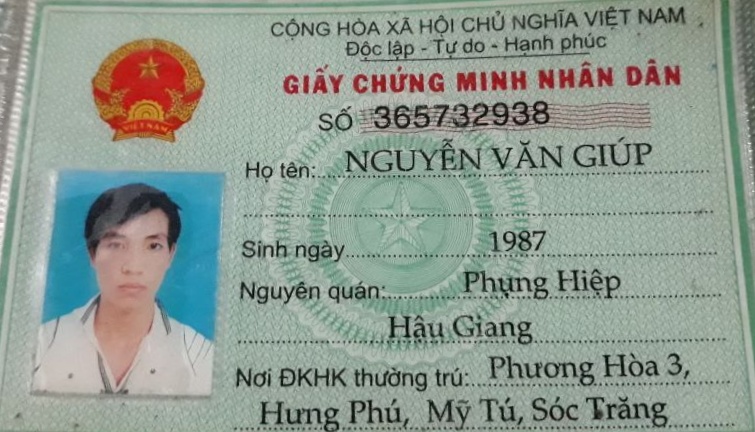 CỘNG HÒA XÃ HỘI CHỦ NGHĨA VIỆT NAM
Độc lập - Tự do - Hạnh phúc
GIẤY CHỨNG MINH NHÂN DÂN
SỐ 365732938
Họ tên: NGUYỄN VĂN GIÚP
Sinh ngày 1987
Nguyên quán: Phụng Hiệp
Hậu Giang
Nơi ĐKHK thường trú: Phương Hòa 3,
Hưng Phú, Mỹ Tú, Sóc Trăng
VIỆT NAM